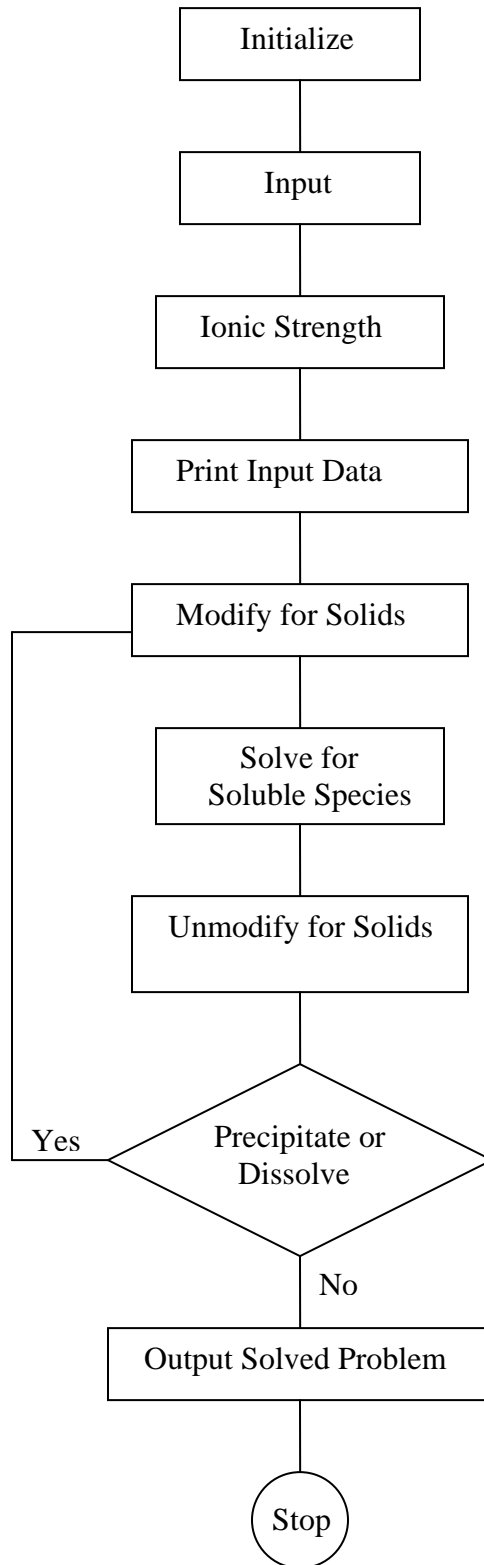 Initialize
Input
Ionic Strength
Print Input Data
Modify for Solids
Solve for
Soluble Species
Unmodify for Solids
Yes
Precipitate or
Dissolve
No
Output Solved Problem
Stop